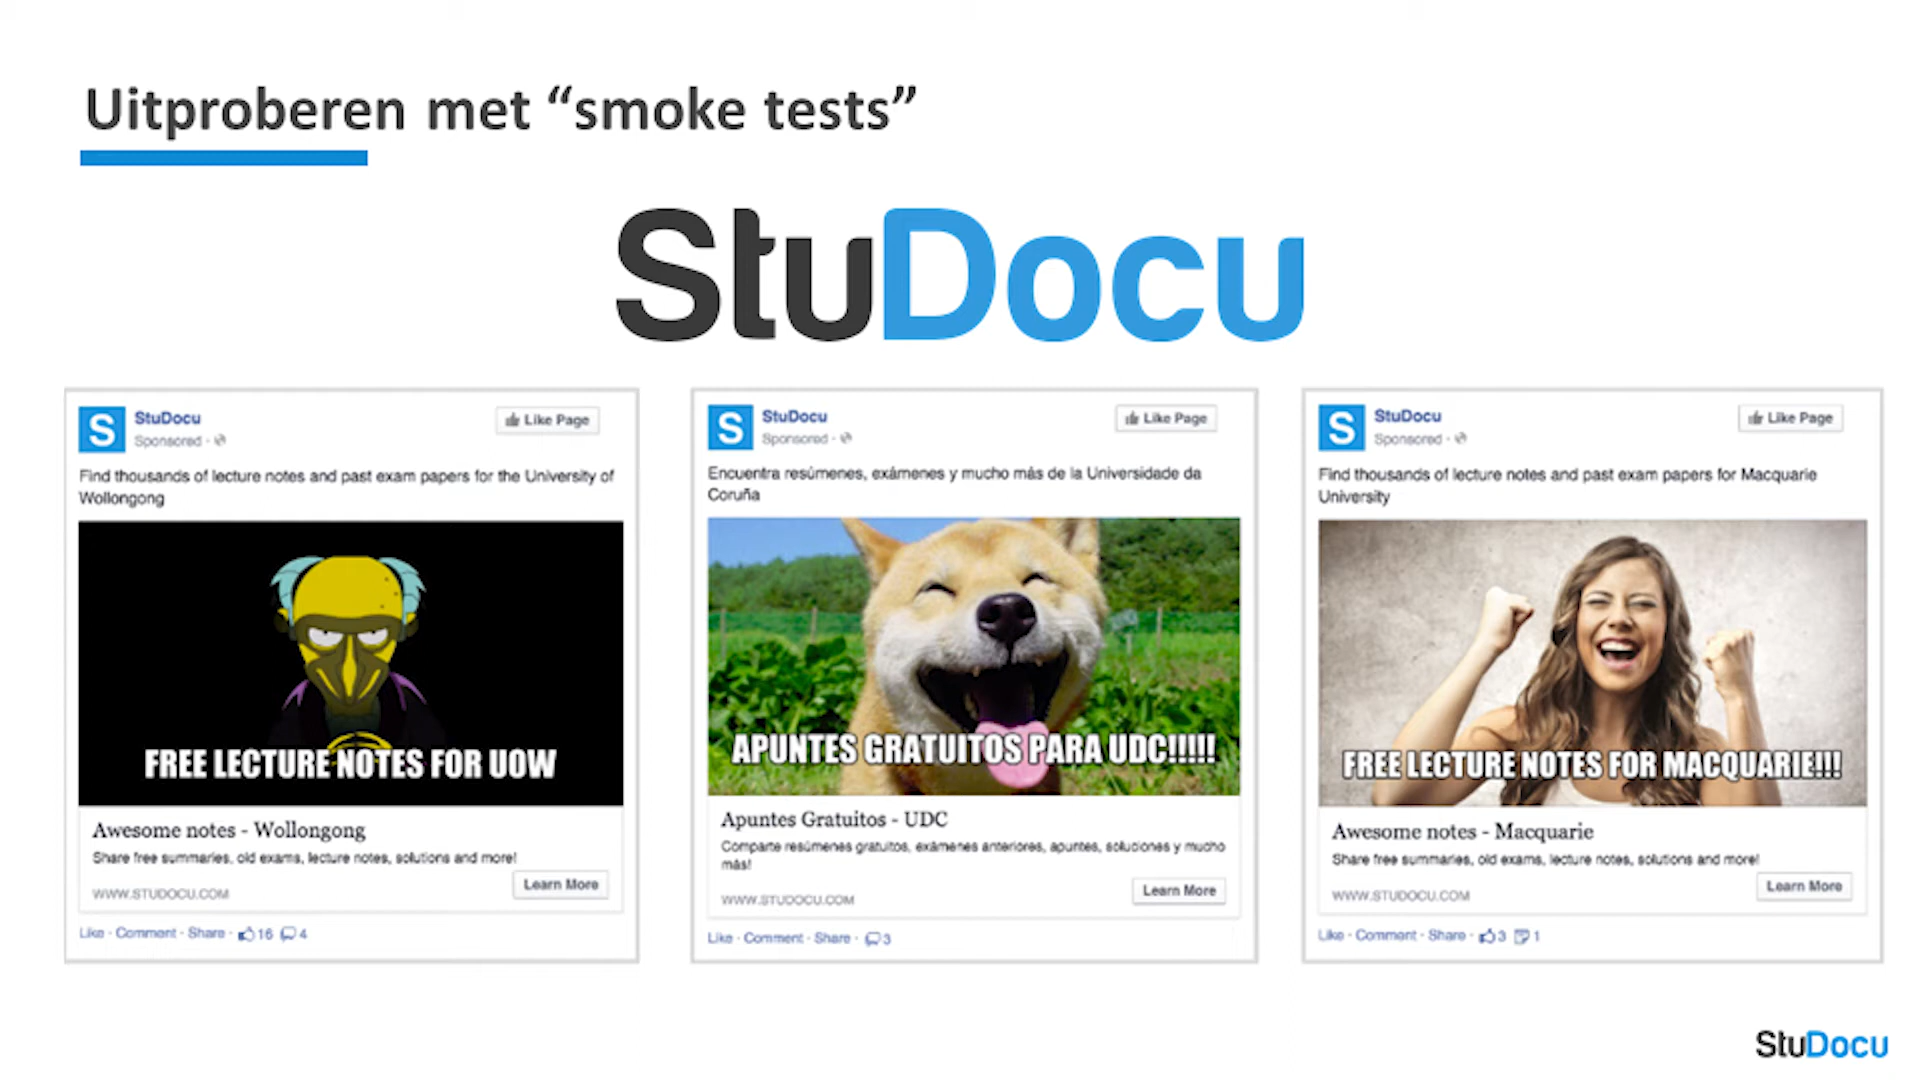 Uitproberen met “smoke tests”
StuDocu
S
StuDocu
Sponsored ·
Like Page
Find thousands of lecture notes and past exam papers for the University of
Wollongong
FREE LECTURE NOTES FOR UOW
Awesome notes - Wollongong
Share free summaries, old exams, lecture notes, solutions and more!
WWW.STUDOCU.COM
Learn More
Like · Comment · Share · 16 4
S
StuDocu
Sponsored ·
Like Page
Encuentra resúmenes, exámenes y mucho más de la Universidade da
Coruña
APUNTES GRATUITOS PARA UDC!!!!!
Apuntes Gratuitos - UDC
Comparte resúmenes gratuitos, exámenes anteriores, apuntes, soluciones y mucho
más!
WWW.STUDOCU.COM
Learn More
Like · Comment · Share · 3
S
StuDocu
Sponsored ·
Like Page
Find thousands of lecture notes and past exam papers for Macquarie
University
FREE LECTURE NOTES FOR MACQUARIE!!!
Awesome notes - Macquarie
Share free summaries, old exams, lecture notes, solutions and more!
WWW.STUDOCU.COM
Learn More
Like · Comment · Share · 3 1
StuDocu